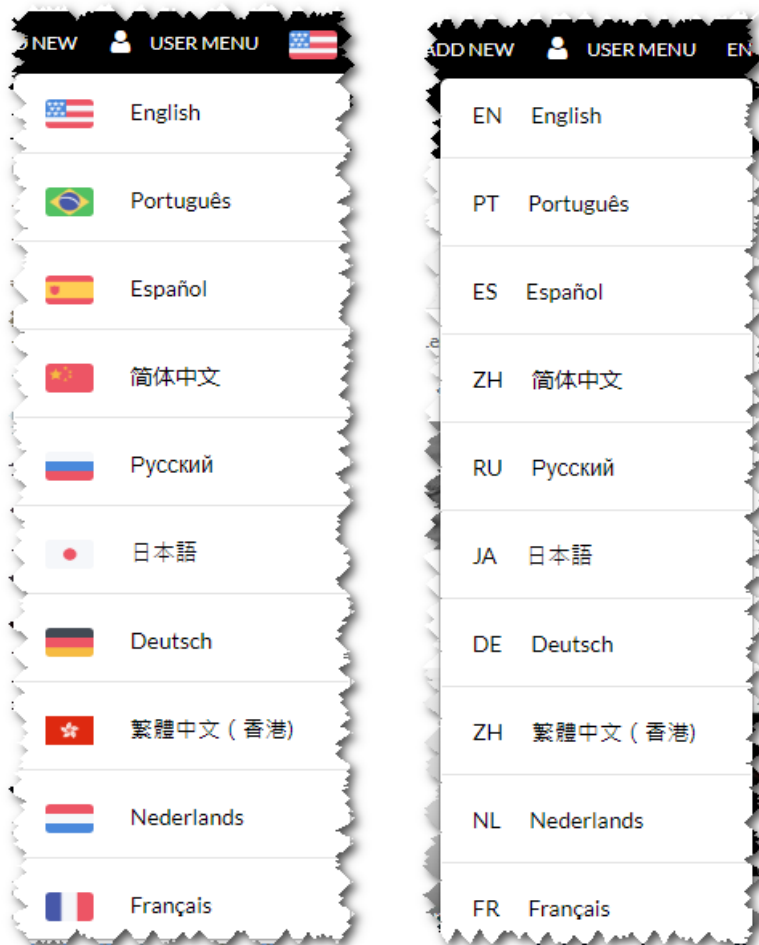 NEW USER MENU
English
Português
Español
简体中文
Русский
日本語
Deutsch
繁體中文 ( 香港)
Nederlands
Français
ADD NEW USER MENU EN
EN English
PT Português
ES Español
ZH 简体中文
RU Русский
JA 日本語
DE Deutsch
ZH 繁體中文 ( 香港)
NL Nederlands
FR Français